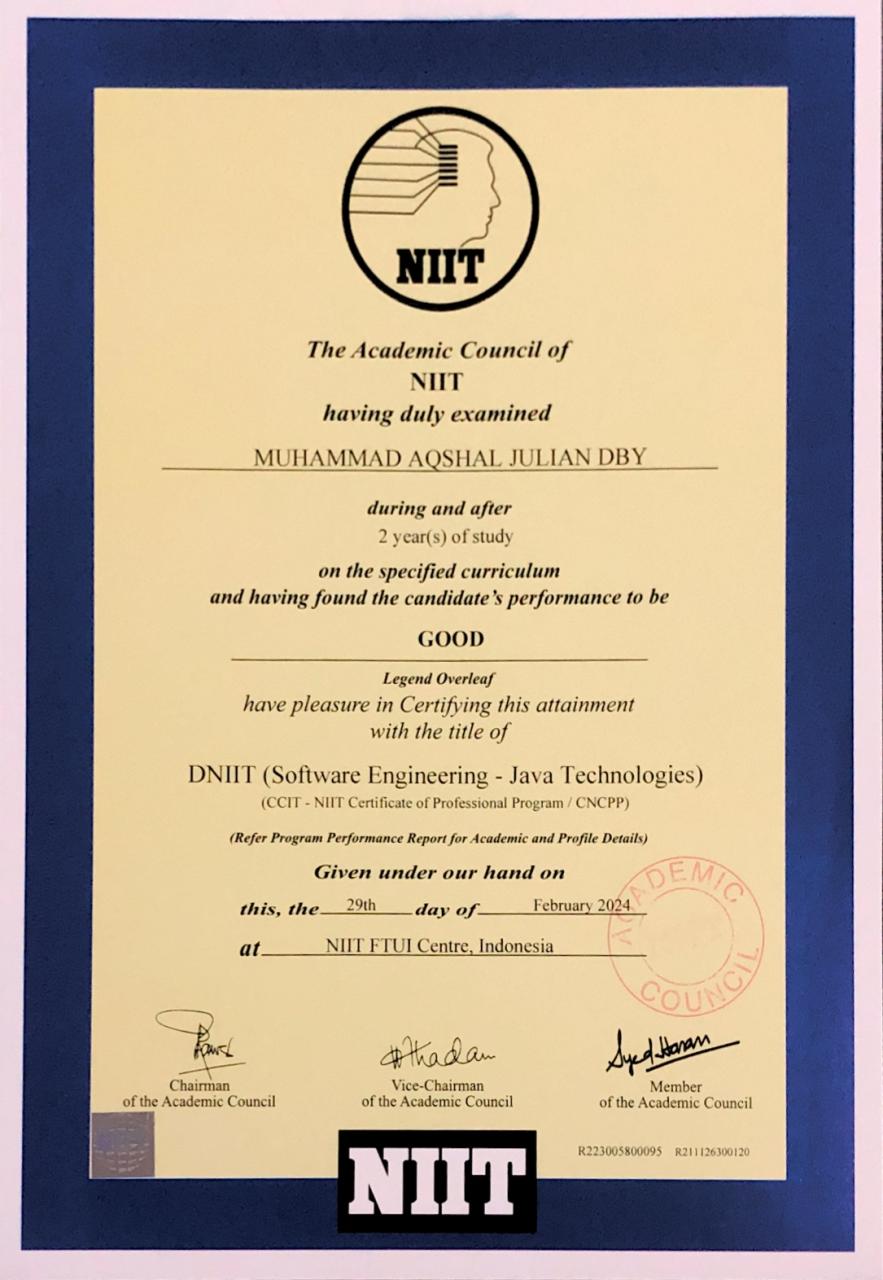 NIIT
The Academic Council of
NIIT
having duly examined
MUHAMMAD AQSHAL JULIAN DBY
during and after
2 year(s) of study
on the specified curriculum
and having found the candidate's performance to be
GOOD
Legend Overleaf
have pleasure in Certifying this attainment
with the title of
DNIIT (Software Engineering - Java Technologies)
(CCIT - NIIT Certificate of Professional Program / CNCPP)
(Refer Program Performance Report for Academic and Profile Details)
Given under our hand on
this, the 29th day of February 2024
at NIIT FTUI Centre, Indonesia
ACADEMIC COUNCIL
Syed Hasan
Chairman Vice-Chairman Member
of the Academic Council of the Academic Council of the Academic Council
R223005800095 R211126300120
NIIT